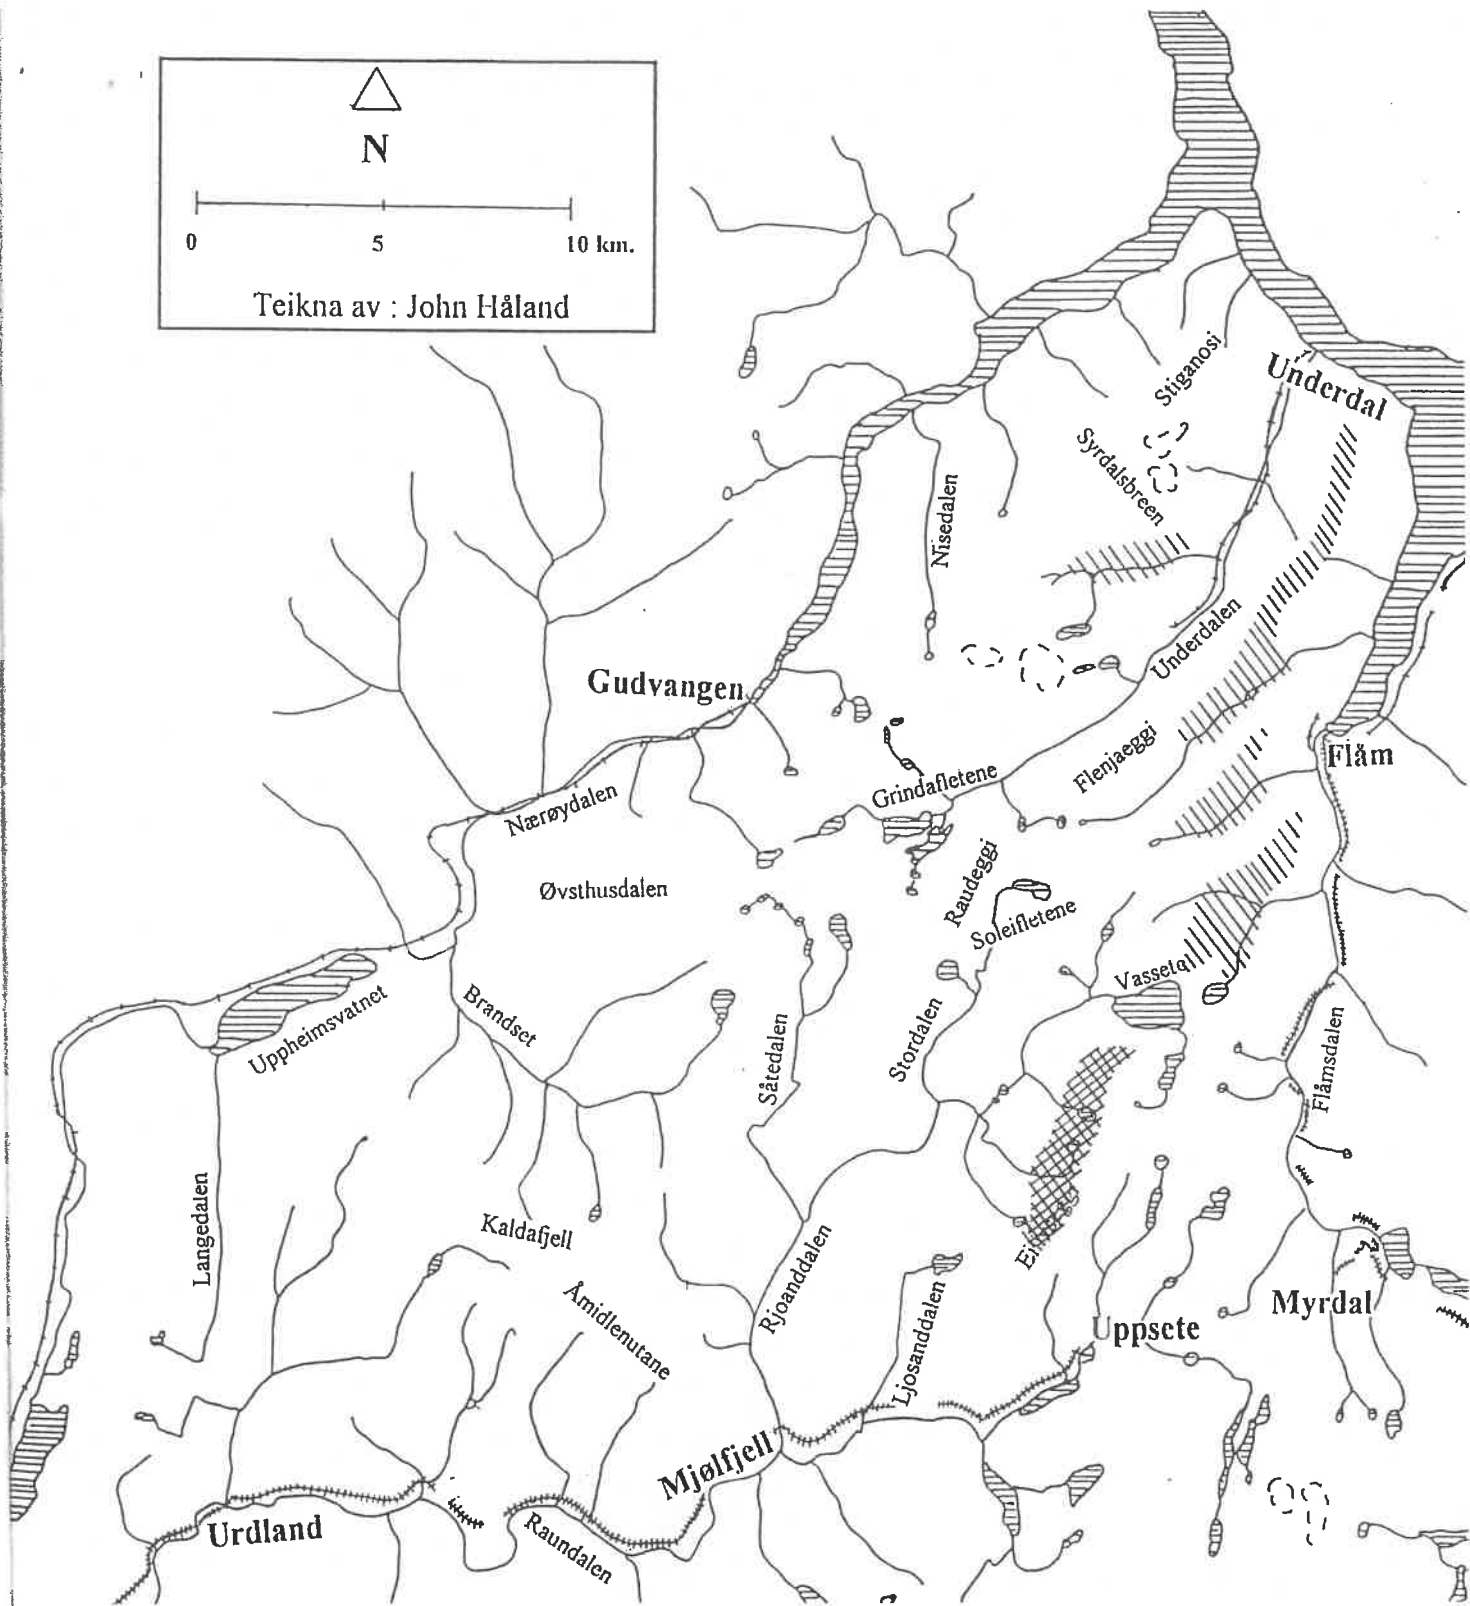 N
0 5 10 km.
Teikna av : John Håland
Stiganosi
Underdal
Syrdalsbreen
Nisedalen
Underdalen
Gudvangen
Flenjaeggi
Flåm
Grindafletene
Nærøydalen
Øvsthusdalen
Raudeggi
Soleifletene
Vassete
Uppheimsvatnet
Brandset
Såtedalen
Stordalen
Flåmsdalen
Langedalen
Kaldafjell
Rjoanddalen
Åmidlenutane
Ljosanddalen
Myrdal
Uppsete
Mjølfjell
Urdland
Raundalen